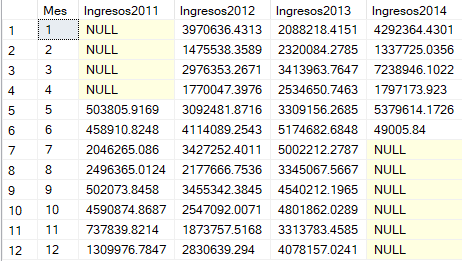 Mes Ingresos2011 Ingresos2012 Ingresos2013 Ingresos2014
1 1 NULL 3970636.4313 2088218.4151 4292364.4301
2 2 NULL 1475538.3589 2320084.2785 1337725.0356
3 3 NULL 2976353.2671 3413963.7647 7238946.1022
4 4 NULL 1770047.3976 2534650.7463 1797173.923
5 5 503805.9169 3092481.8716 3309156.2685 5379614.1726
6 6 458910.8248 4114089.2543 5174682.6848 49005.84
7 7 2046265.086 3427252.4011 5002212.2787 NULL
8 8 2496365.0124 2177666.7536 3345067.5667 NULL
9 9 502073.8458 3455342.3845 4540212.1965 NULL
10 10 4590874.8687 2547092.0071 4801862.0289 NULL
11 11 737839.8214 1873757.5168 3313783.4585 NULL
12 12 1309976.7847 2830639.294 4078157.0241 NULL